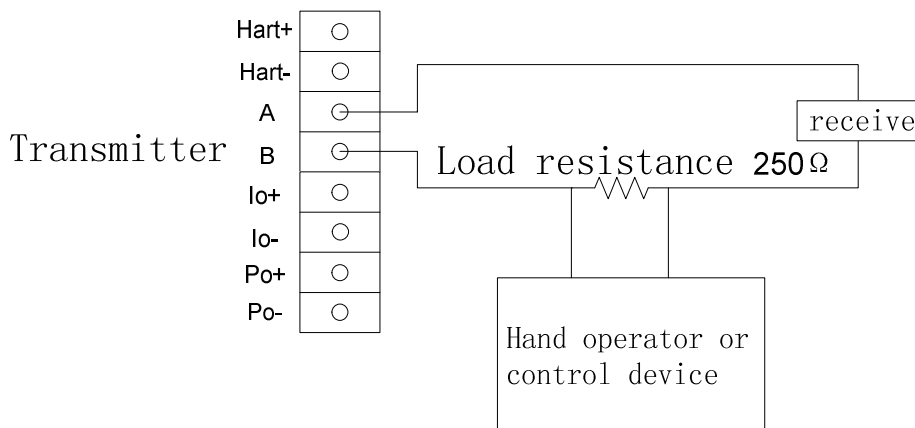 Hart+
Hart-
A
B
Io+
Io-
Po+
Po-
Transmitter
Load resistance 250Ω
receive
Hand operator or
control device